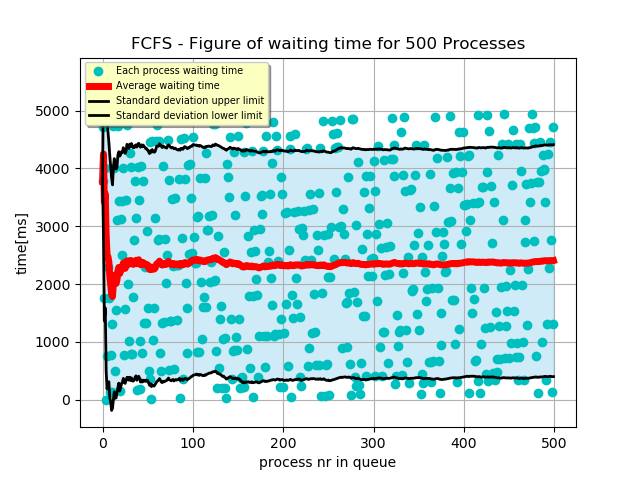 FCFS - Figure of waiting time for 500 Processes
Each process waiting time
Average waiting time
Standard deviation upper limit
Standard deviation lower limit
5000
4000
3000
2000
1000
0
time[ms]
0 100 200 300 400 500
process nr in queue